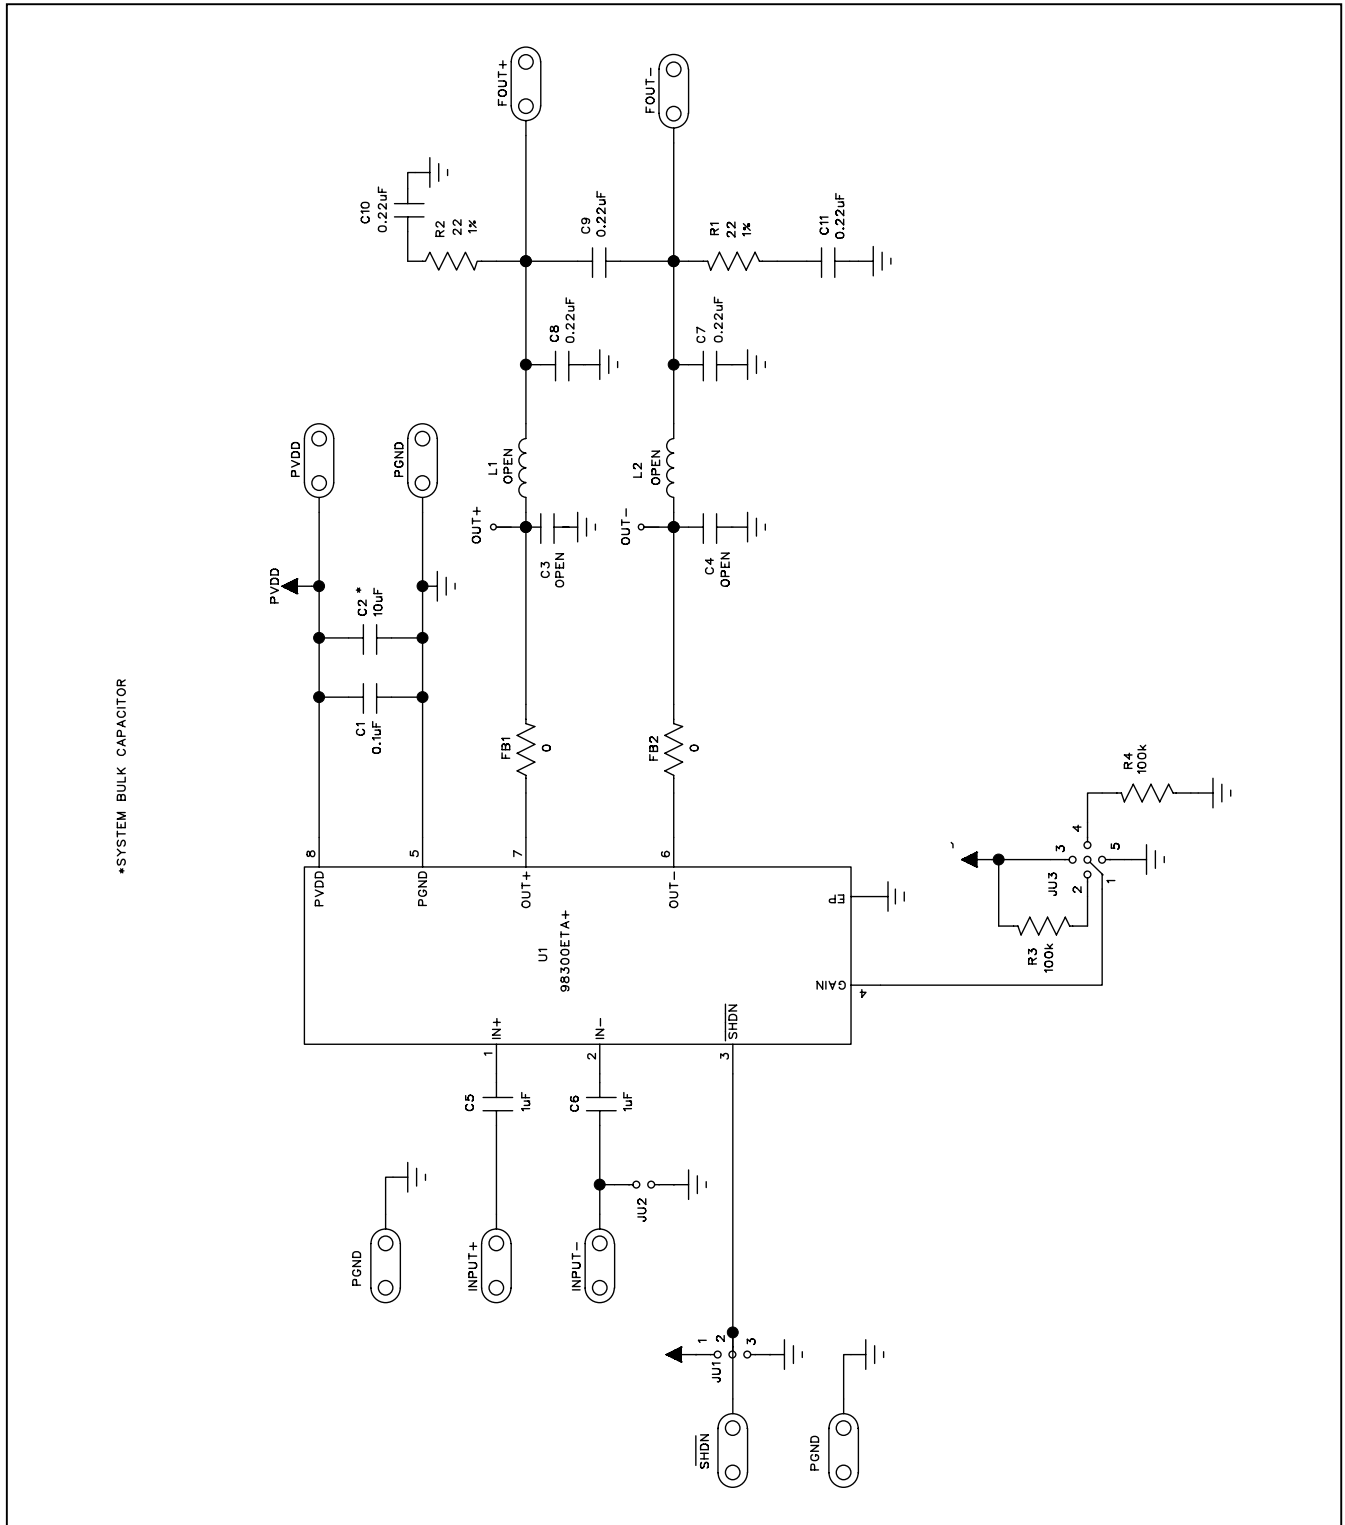 *SYSTEM BULK CAPACITOR
PGND
INPUT+
INPUT-
SHDN
PGND
JU1
1
2
3
JU2
C5
1uF
C6
1uF
1
IN+
2
IN-
3
SHDN
U1
98300ETA+
GAIN
4
EP
PVDD
8
PGND
5
OUT+
7
OUT-
6
C1
0.1uF
C2 *
10uF
PVDD
PVDD
PGND
FB1
0
FB2
0
OUT+
C3
OPEN
OUT-
C4
OPEN
L1
OPEN
L2
OPEN
C8
0.22uF
C7
0.22uF
C10
0.22uF
R2
22
1%
C9
0.22uF
R1
22
1%
C11
0.22uF
FOUT+
FOUT-
R3
100k
JU3
1
2
3
4
5
R4
100k